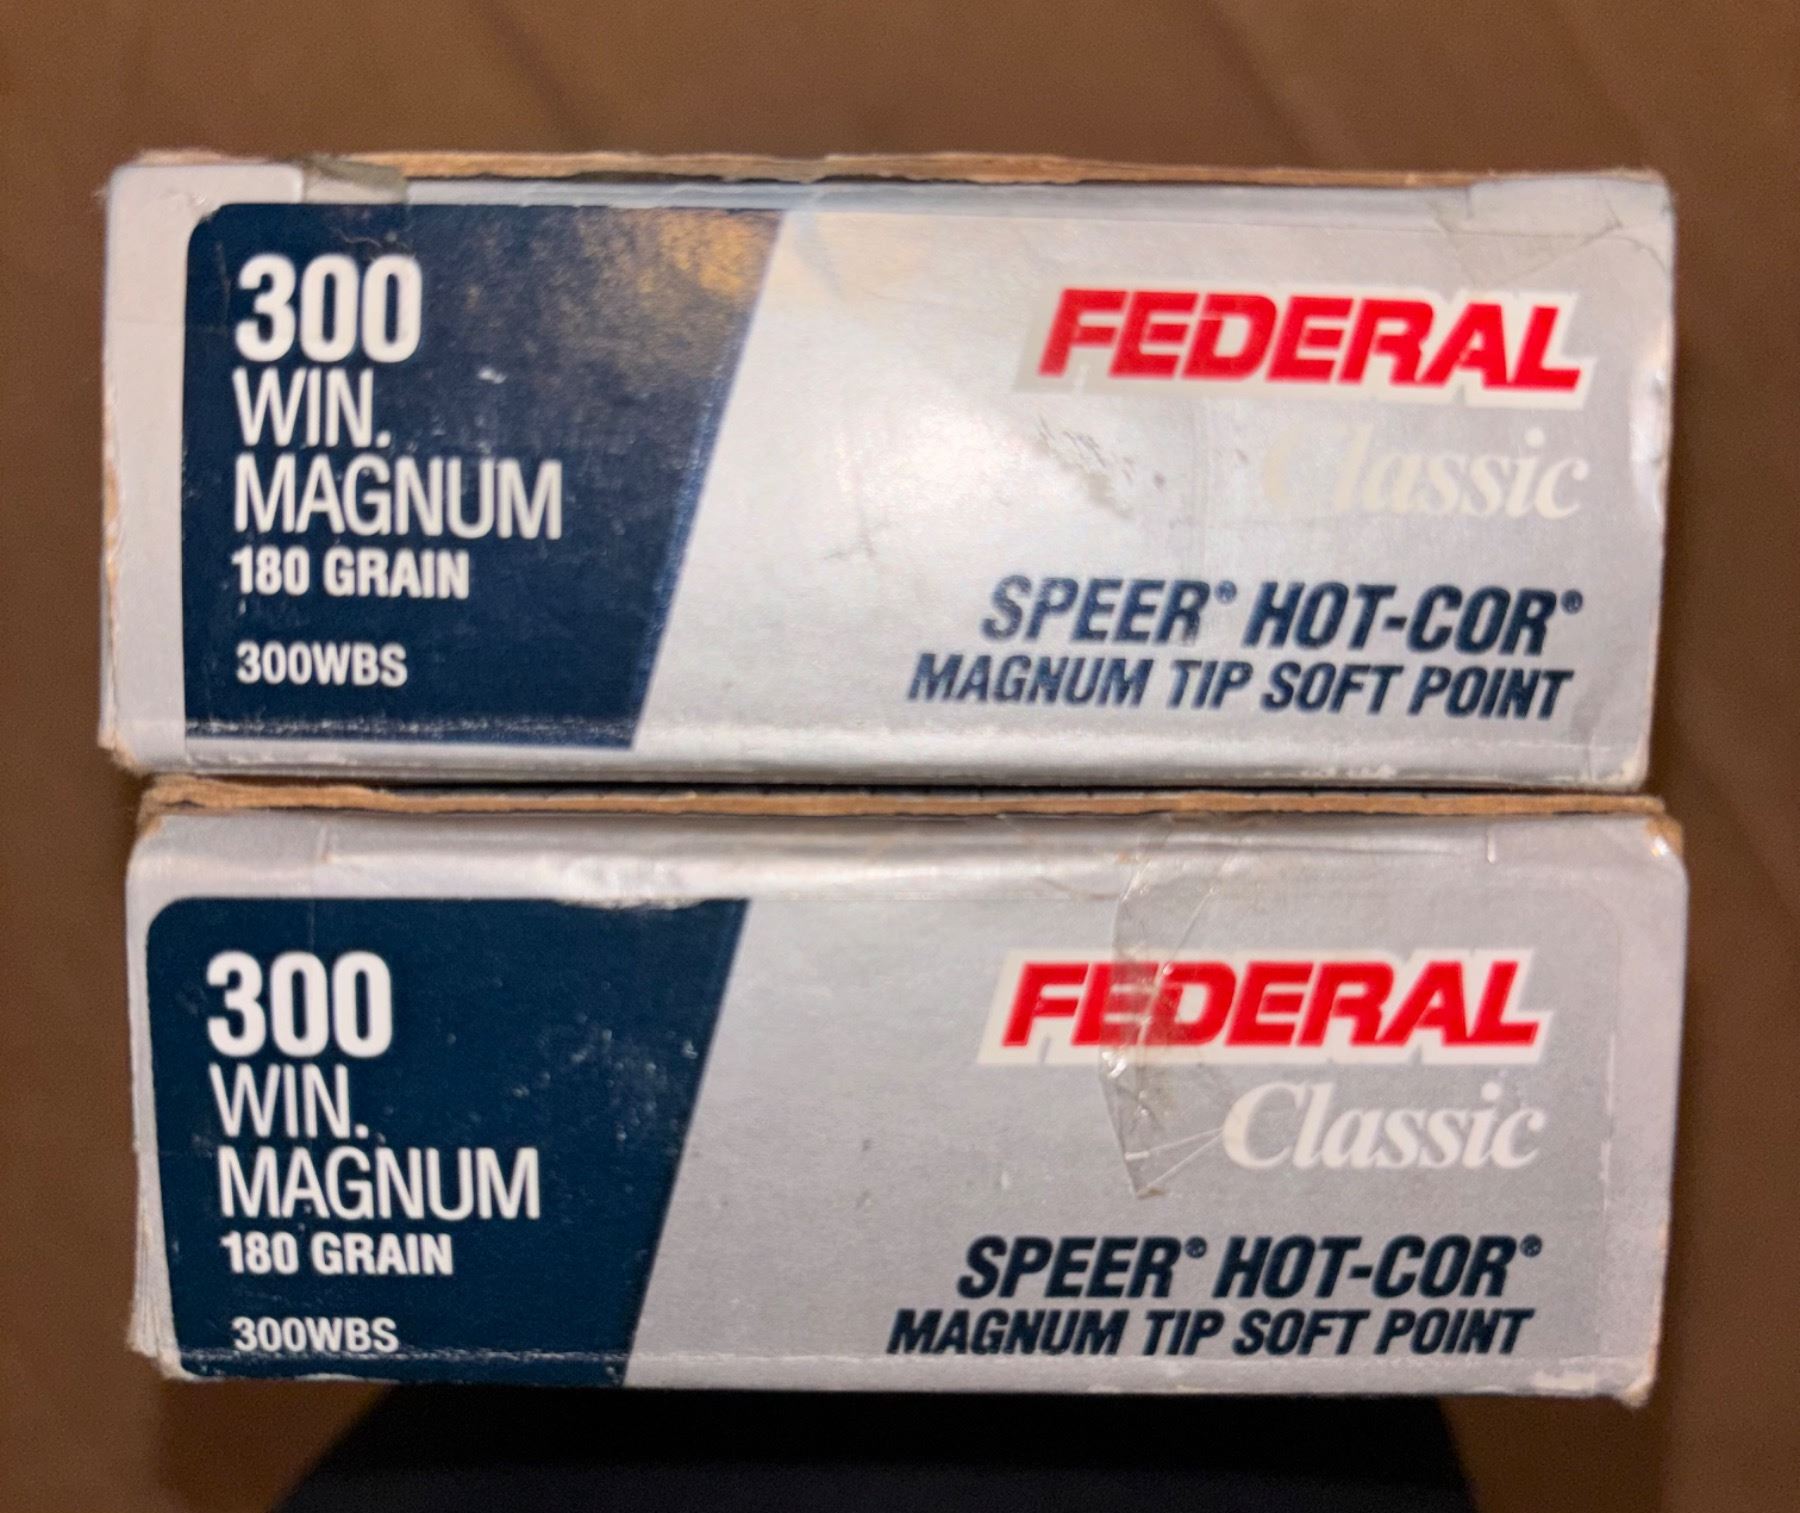 300
WIN.
MAGNUM
180 GRAIN
300WBS
FEDERAL
Classic
SPEER® HOT-COR®
MAGNUM TIP SOFT POINT
300
WIN.
MAGNUM
180 GRAIN
300WBS
FEDERAL
Classic
SPEER® HOT-COR®
MAGNUM TIP SOFT POINT